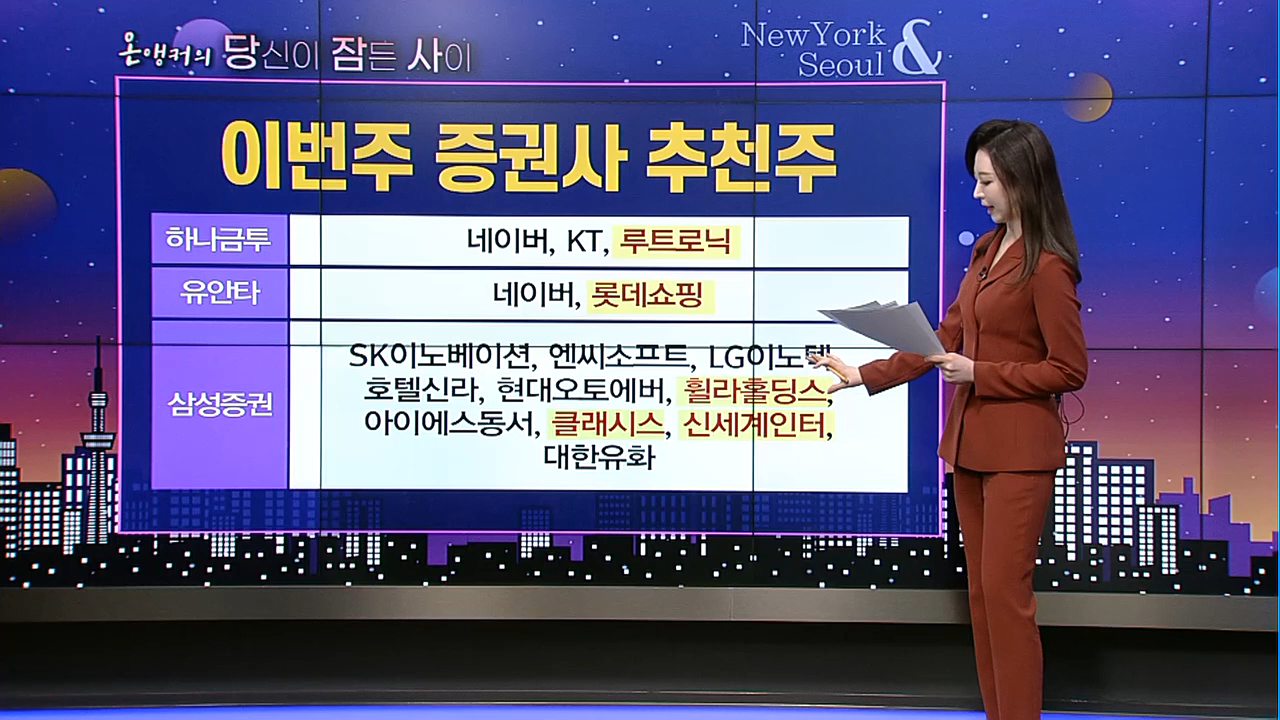 온앵커의 당신이 잠든 사이
NewYork & Seoul
이번주 증권사 추천주
하나금투
네이버, KT, 루트로닉
유안타
네이버, 롯데쇼핑
삼성증권
SK이노베이션, 엔씨소프트, LG이노텍
호텔신라, 현대오토에버, 휠라홀딩스,
아이에스동서, 클래시스, 신세계인터,
대한유화